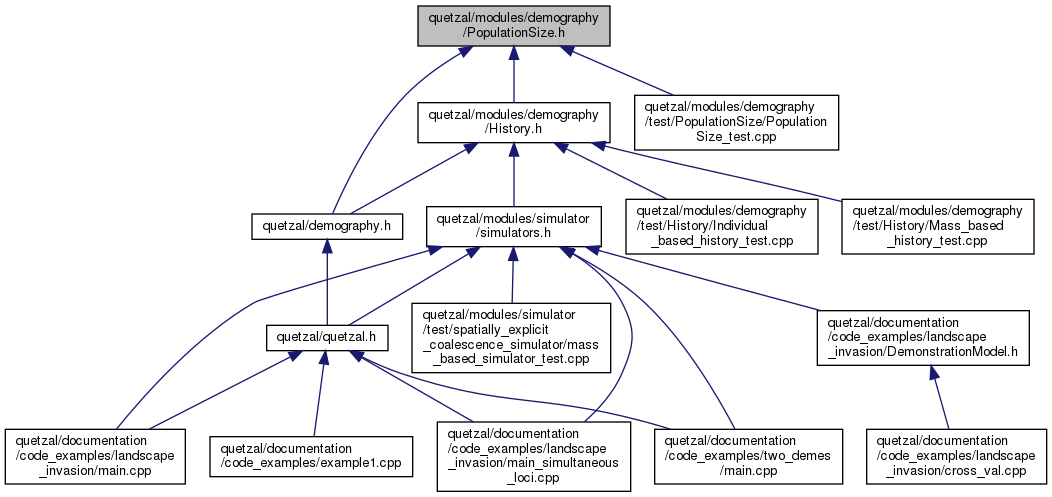 quetzal/modules/demography
/PopulationSize.h
quetzal/modules/demography
/History.h
quetzal/modules/demography
/test/PopulationSize/Population
Size_test.cpp
quetzal/demography.h
quetzal/modules/simulator
/simulators.h
quetzal/modules/demography
/test/History/Individual
_based_history_test.cpp
quetzal/modules/demography
/test/History/Mass_based
_history_test.cpp
quetzal/quetzal.h
quetzal/modules/simulator
/test/spatially_explicit
_coalescence_simulator/mass
_based_simulator_test.cpp
quetzal/documentation
/code_examples/landscape
_invasion/DemonstrationModel.h
quetzal/documentation
/code_examples/landscape
_invasion/main.cpp
quetzal/documentation
/code_examples/example1.cpp
quetzal/documentation
/code_examples/landscape
_invasion/main_simultaneous
_loci.cpp
quetzal/documentation
/code_examples/two_demes
/main.cpp
quetzal/documentation
/code_examples/landscape
_invasion/cross_val.cpp